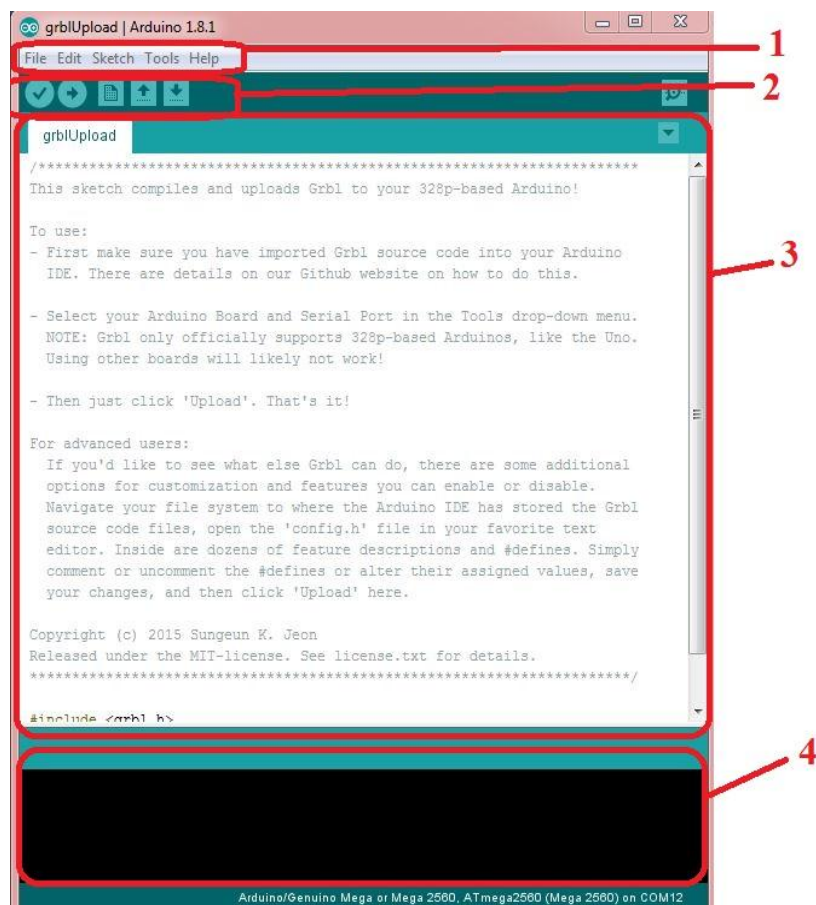 grblUpload | Arduino 1.8.1
File Edit Sketch Tools Help
1
2
grblUpload
/************************************************************************
This sketch compiles and uploads Grbl to your 328p-based Arduino!
To use:
- First make sure you have imported Grbl source code into your Arduino
IDE. There are details on our Github website on how to do this.
3
- Select your Arduino Board and Serial Port in the Tools drop-down menu.
NOTE: Grbl only officially supports 328p-based Arduinos, like the Uno.
Using other boards will likely not work!
- Then just click 'Upload'. That's it!
For advanced users:
If you'd like to see what else Grbl can do, there are some additional
options for customization and features you can enable or disable.
Navigate your file system to where the Arduino IDE has stored the Grbl
source code files, open the 'config.h' file in your favorite text
editor. Inside are dozens of feature descriptions and #defines. Simply
comment or uncomment the #defines or alter their assigned values, save
your changes, and then click 'Upload' here.
Copyright (c) 2015 Sungeun K. Jeon
Released under the MIT-license. See license.txt for details.
************************************************************************/
#include <grbl.h>
4
Arduino/Genuino Mega or Mega 2560, ATmega2560 (Mega 2560) on COM12